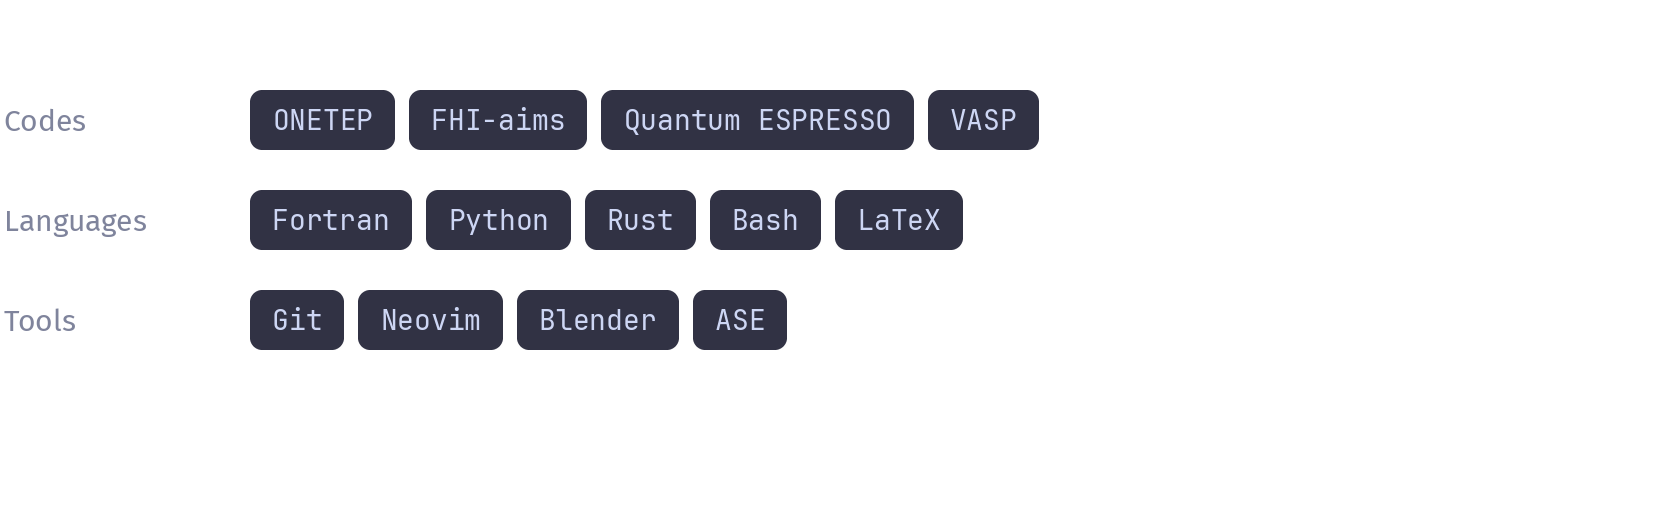 Codes ONETEP FHI-aims Quantum ESPRESSO VASP
Languages Fortran Python Rust Bash LaTeX
Tools Git Neovim Blender ASE